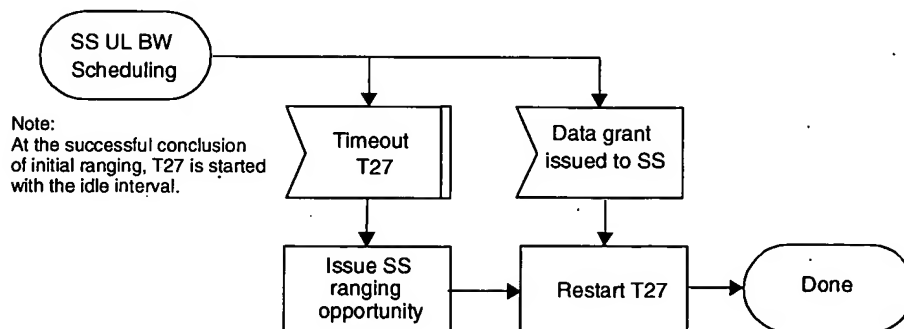 SS UL BW
Scheduling
Note:
At the successful conclusion
of initial ranging, T27 is started
with the idle interval.
Timeout
T27
Data grant
issued to SS
Issue SS
ranging
opportunity
Restart T27
Done